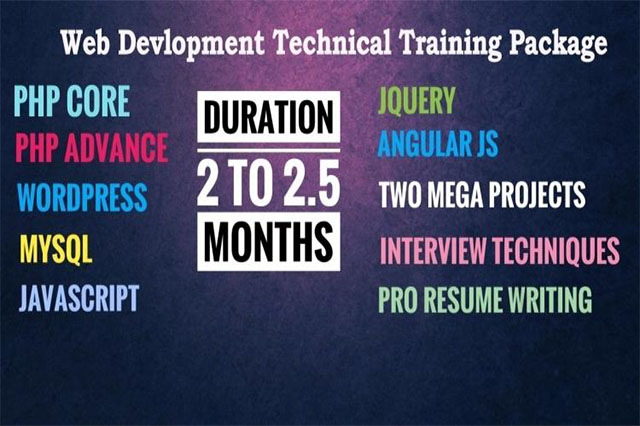 Web Devlopment Technical Training Package
PHP CORE
PHP ADVANCE
WORDPRESS
MYSQL
JAVASCRIPT
DURATION
2 TO 2.5
MONTHS
JQUERY
ANGULAR JS
TWO MEGA PROJECTS
INTERVIEW TECHNIQUES
PRO RESUME WRITING